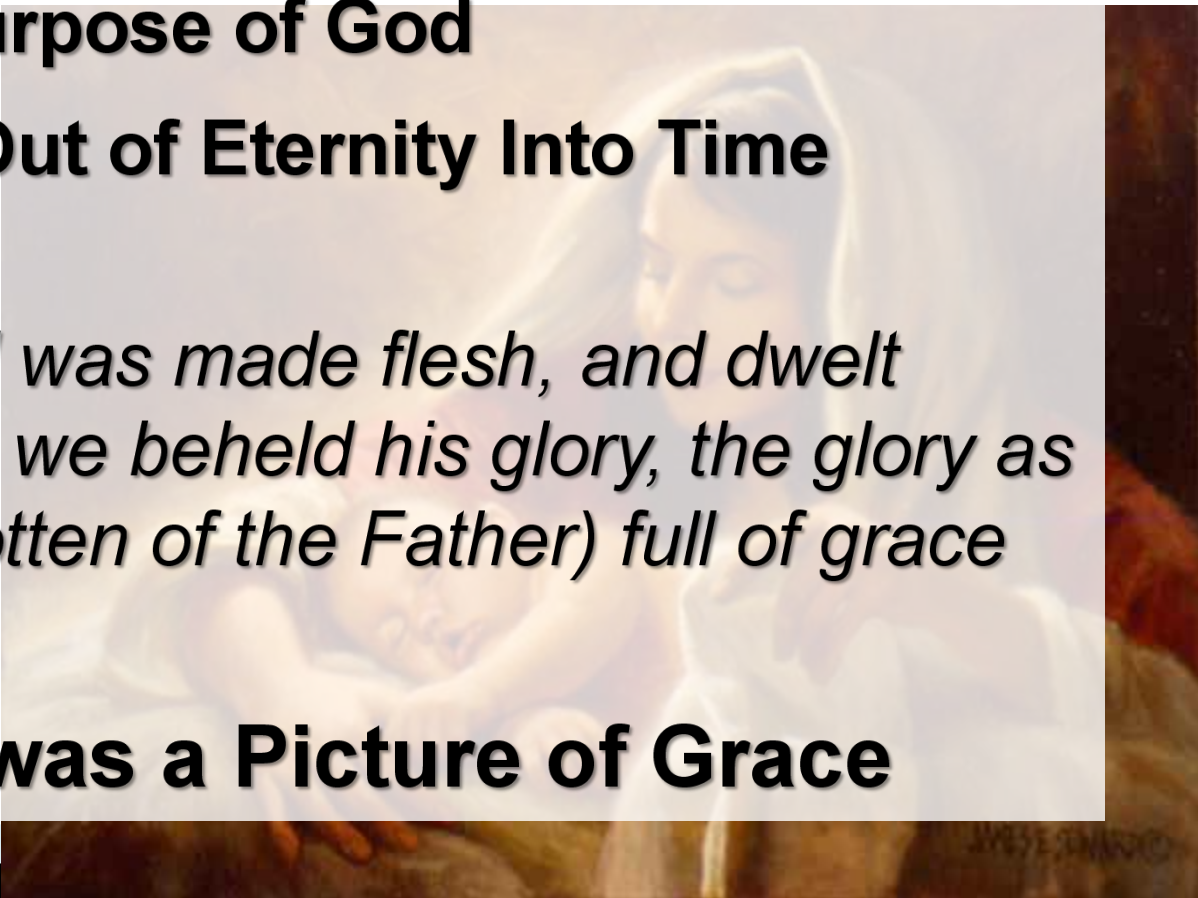 urpose of God
Out of Eternity Into Time
was made flesh, and dwelt
we beheld his glory, the glory as
otten of the Father) full of grace
was a Picture of Grace